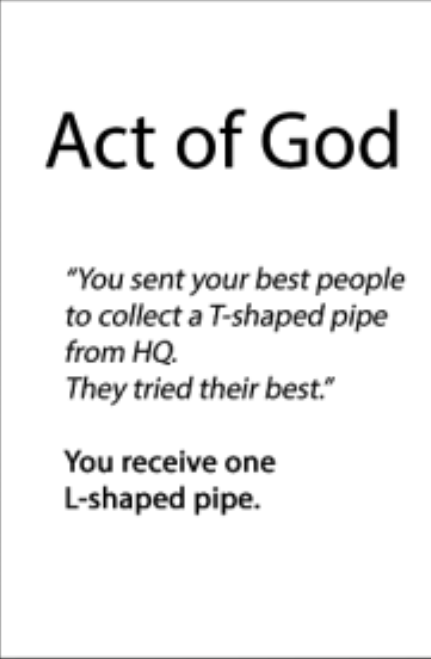 Act of God
"You sent your best people
to collect a T-shaped pipe
from HQ.
They tried their best."
You receive one
L-shaped pipe.